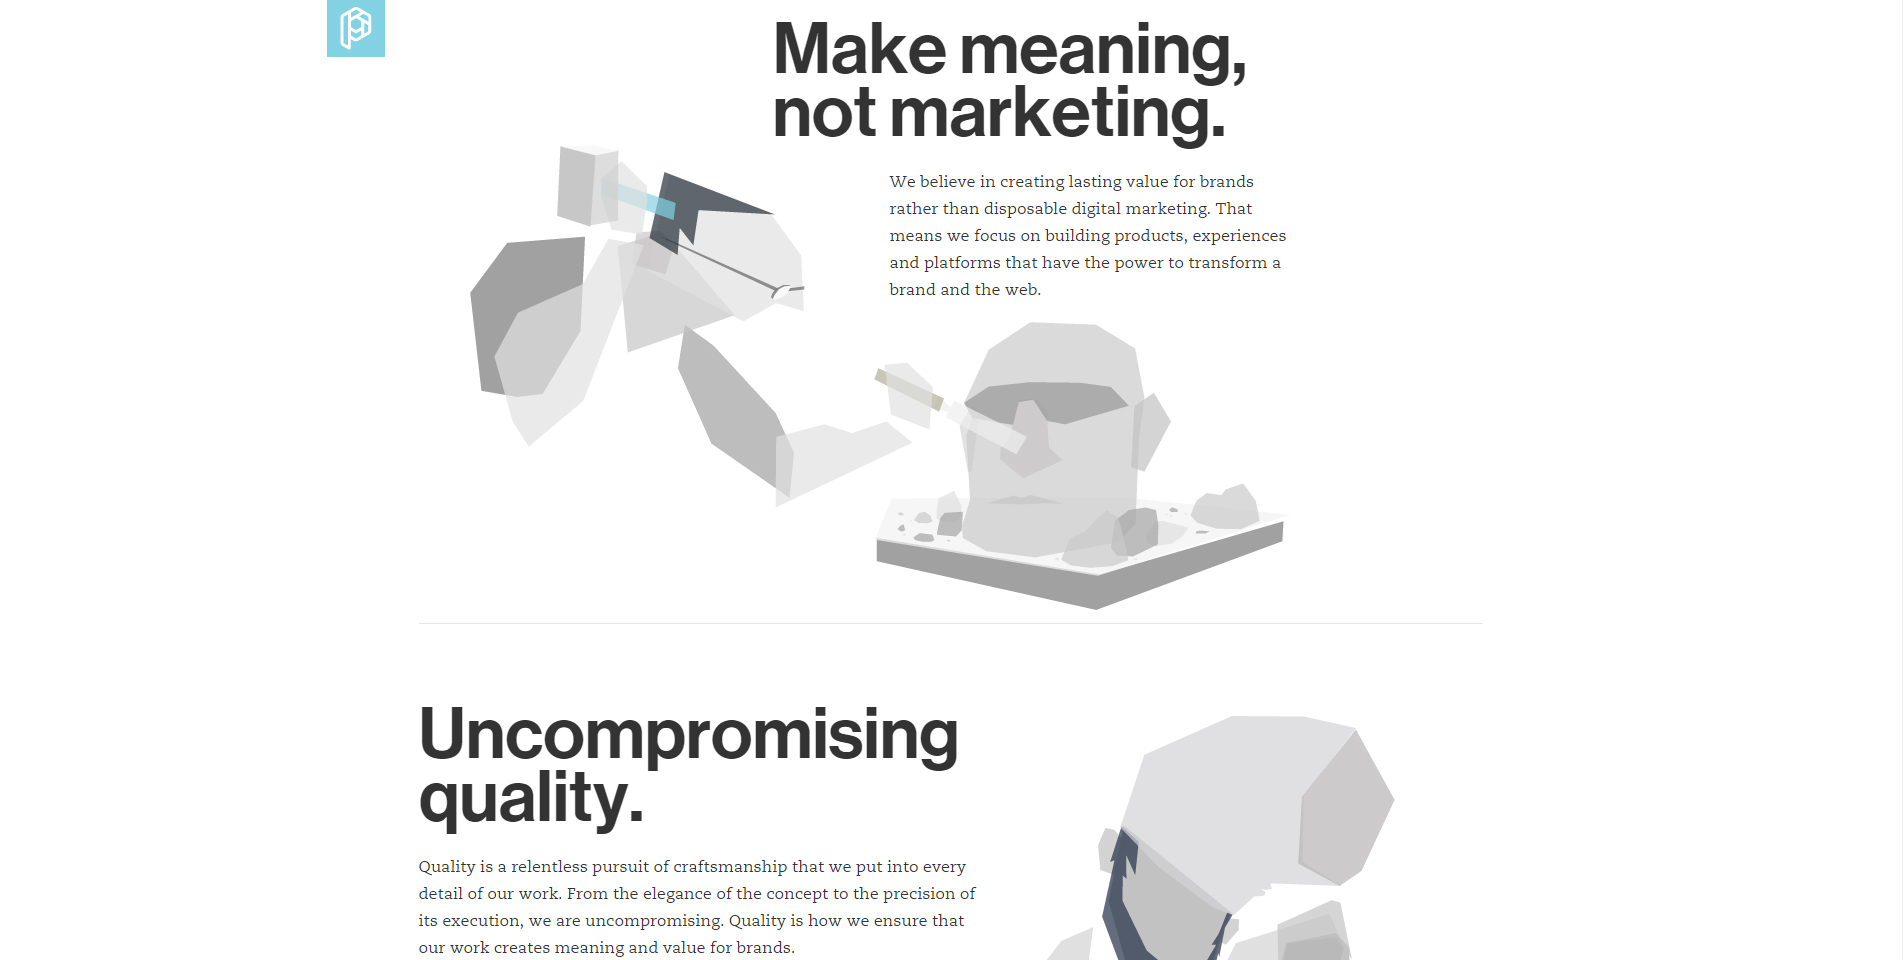 Make meaning,
not marketing.
We believe in creating lasting value for brands
rather than disposable digital marketing. That
means we focus on building products, experiences
and platforms that have the power to transform a
brand and the web.
Uncompromising
quality.
Quality is a relentless pursuit of craftsmanship that we put into every
detail of our work. From the elegance of the concept to the precision of
its execution, we are uncompromising. Quality is how we ensure that
our work creates meaning and value for brands.